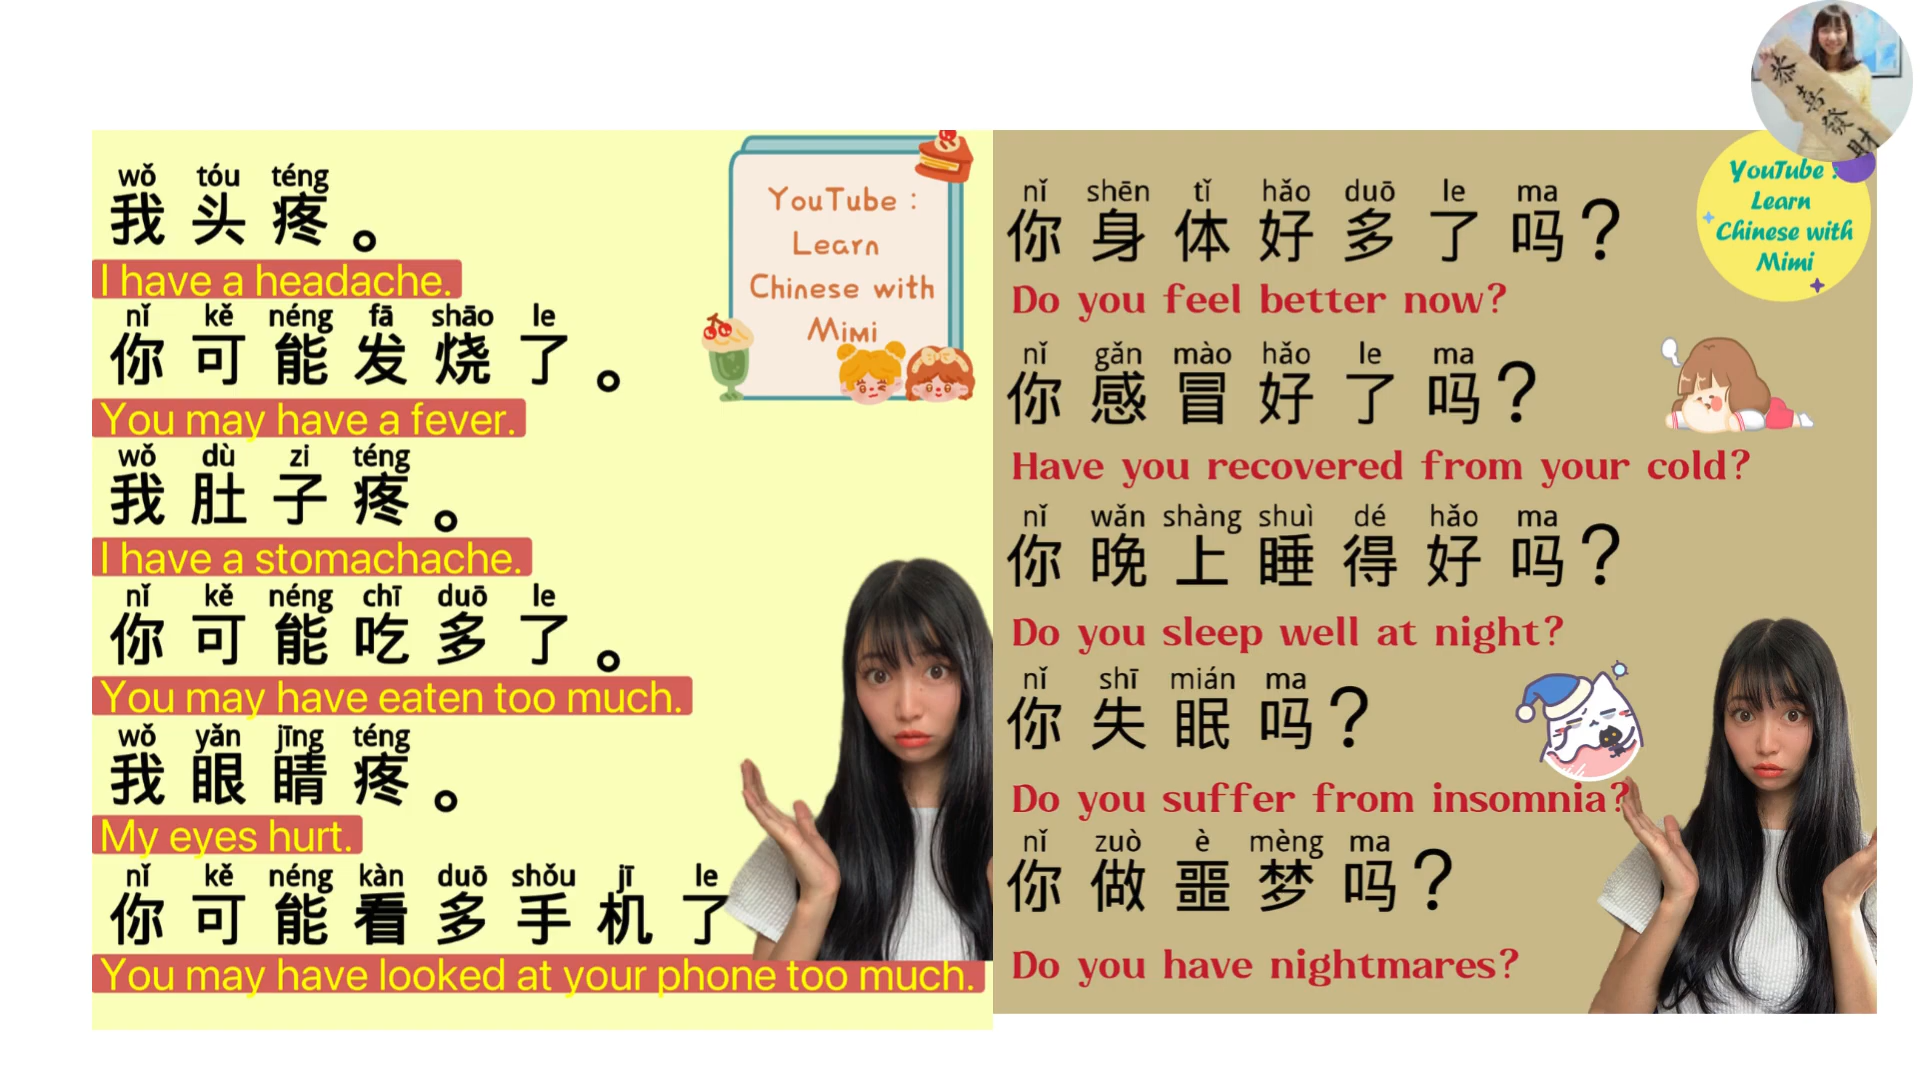 wǒ tóu téng
我头疼。
I have a headache.
nǐ kě néng fā shāo le
你可能发烧了。
You may have a fever.
wǒ dù zi téng
我肚子疼。
I have a stomachache.
nǐ kě néng chī duō le
你可能吃多了。
You may have eaten too much.
wǒ yǎn jīng téng
我眼睛疼。
My eyes hurt.
nǐ kě néng kàn duō shǒu jī le
你可能看多手机了
You may have looked at your phone too much.
YouTube :
Learn
Chinese with
Mimi
nǐ shēn tǐ hǎo duō le ma
你身体好多了吗?
Do you feel better now?
nǐ gǎn mào hǎo le ma
你感冒好了吗?
Have you recovered from your cold?
nǐ wǎn shàng shuì dé hǎo ma
你晚上睡得好吗?
Do you sleep well at night?
nǐ shī mián ma
你失眠吗?
Do you suffer from insomnia?
nǐ zuò è mèng ma
你做噩梦吗?
Do you have nightmares?
恭喜發財
YouTube :
Learn
Chinese with
Mimi